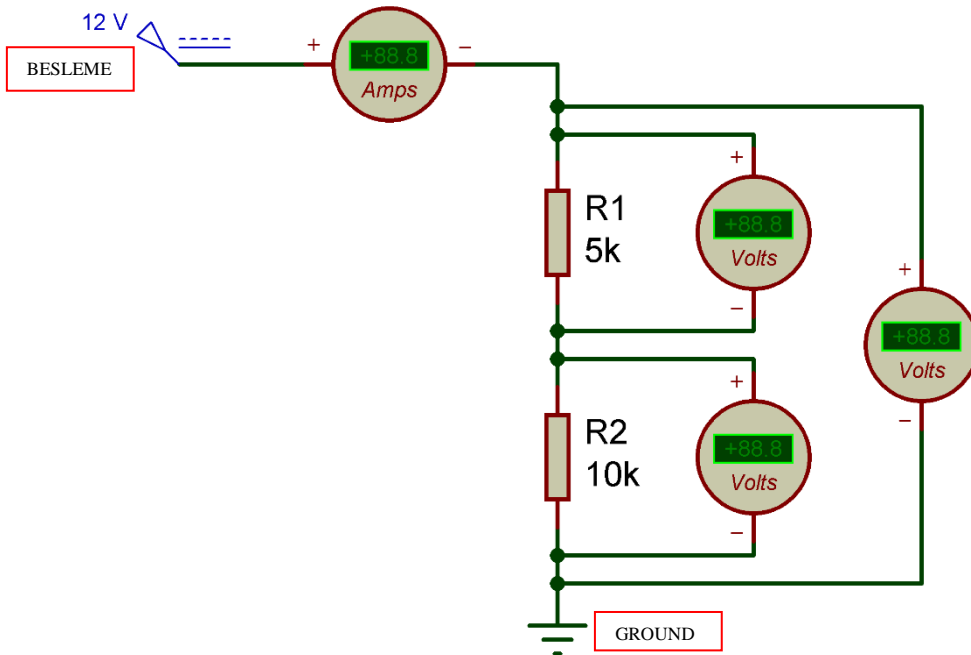 12 V
BESLEME
+
+88.8
−
Amps
+
R1
5k
+88.8
Volts
−
+
+88.8
Volts
−
+
R2
10k
+88.8
Volts
−
GROUND